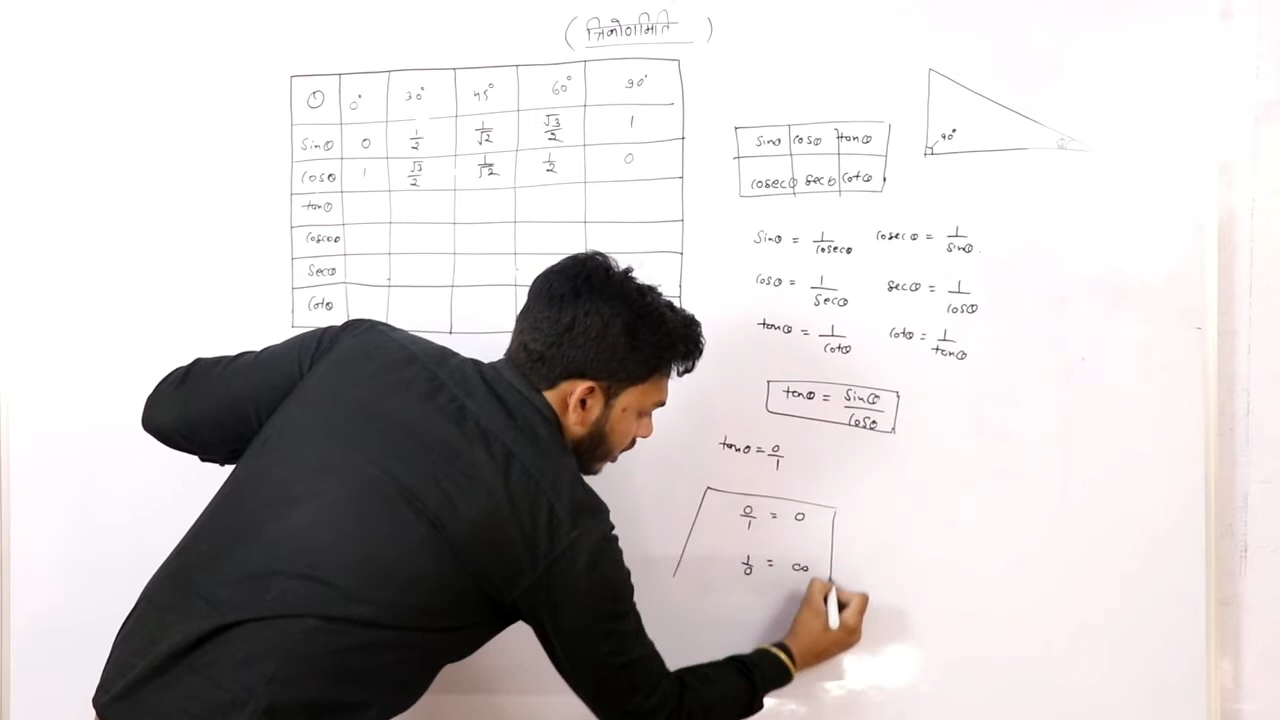 (त्रिकोणमिति)
θ 0° 30° 45° 60° 90°
sinθ 0 1/2 1/√2 √3/2 1
cosθ 1 √3/2 1/√2 1/2 0
tanθ
cosecθ
secθ
cotθ
90° θ
sinθ cosθ tanθ
cosecθ secθ cotθ
sinθ = 1/cosecθ cosecθ = 1/sinθ.
cosθ = 1/secθ secθ = 1/cosθ
tanθ = 1/cotθ cotθ = 1/tanθ
tanθ = sinθ/cosθ
tanθ = 0/1
0/1 = 0
1/0 = ∞